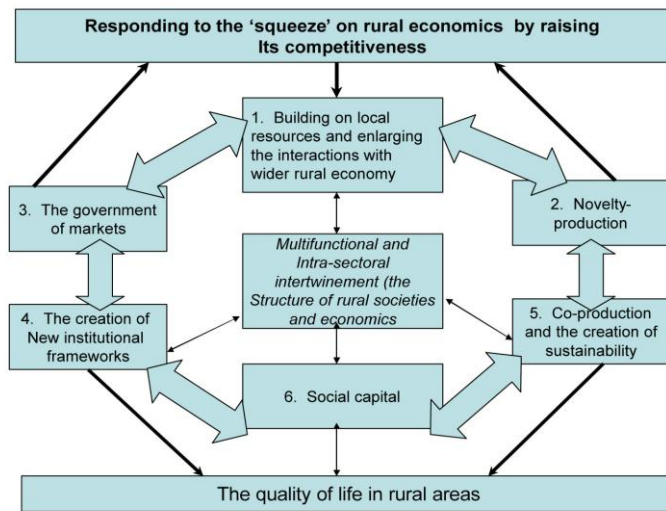 Responding to the ‘squeeze’ on rural economics by raising
Its competitiveness
1. Building on local
resources and enlarging
the interactions with
wider rural economy
3. The government
of markets
2. Novelty-
production
Multifunctional and
Intra-sectoral
intertwinement (the
Structure of rural societies
and economics
4. The creation of
New institutional
frameworks
5. Co-production
and the creation of
sustainability
6. Social capital
The quality of life in rural areas